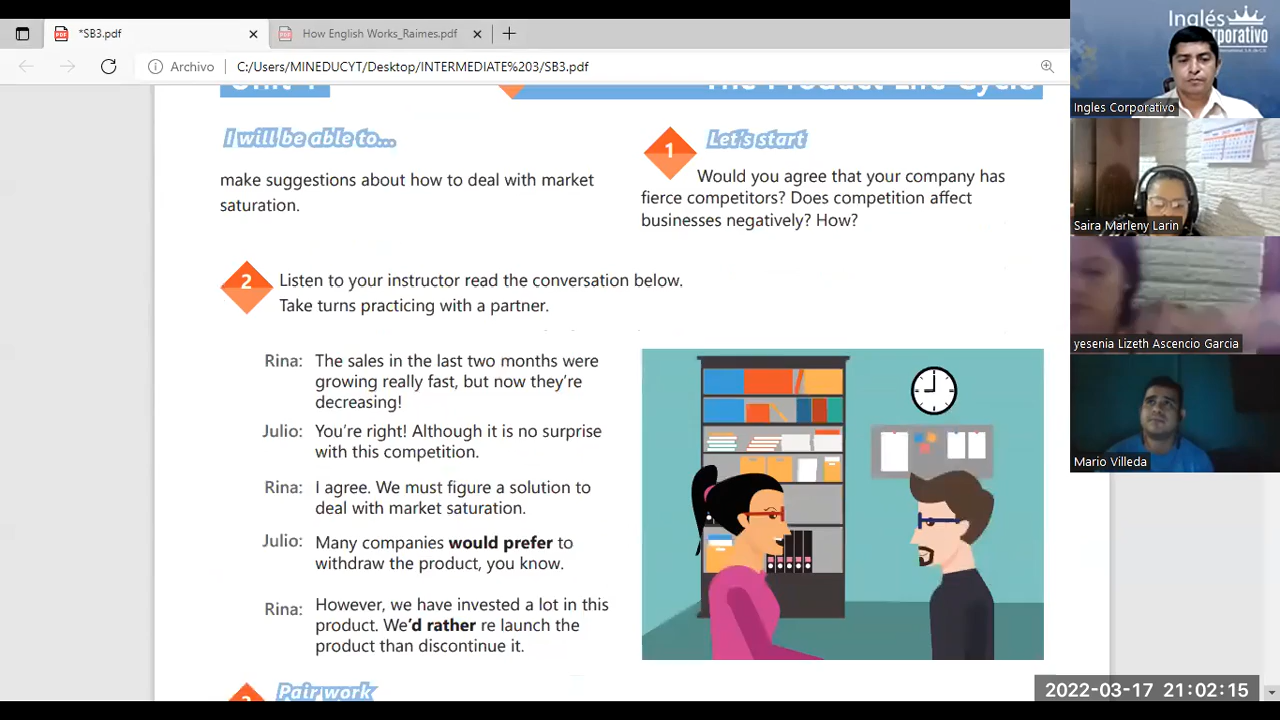 *SB3.pdf
How English Works_Raimes.pdf
Archivo
C:/Users/MINEDUCYT/Desktop/INTERMEDIATE%203/SB3.pdf
Unit 1
The Product Life Cycle
I will be able to...
make suggestions about how to deal with market
saturation.
1
Let's start
Would you agree that your company has
fierce competitors? Does competition affect
businesses negatively? How?
2
Listen to your instructor read the conversation below.
Take turns practicing with a partner.
Rina: The sales in the last two months were
growing really fast, but now they're
decreasing!
Julio: You're right! Although it is no surprise
with this competition.
Rina: I agree. We must figure a solution to
deal with market saturation.
Julio: Many companies would prefer to
withdraw the product, you know.
Rina: However, we have invested a lot in this
product. We'd rather re launch the
product than discontinue it.
Pair work
Inglés
Corporativo
Ingles Corporativo
Saira Marleny Larin
yesenia Lizeth Ascencio Garcia
Mario Villeda
2022-03-17 21:02:15